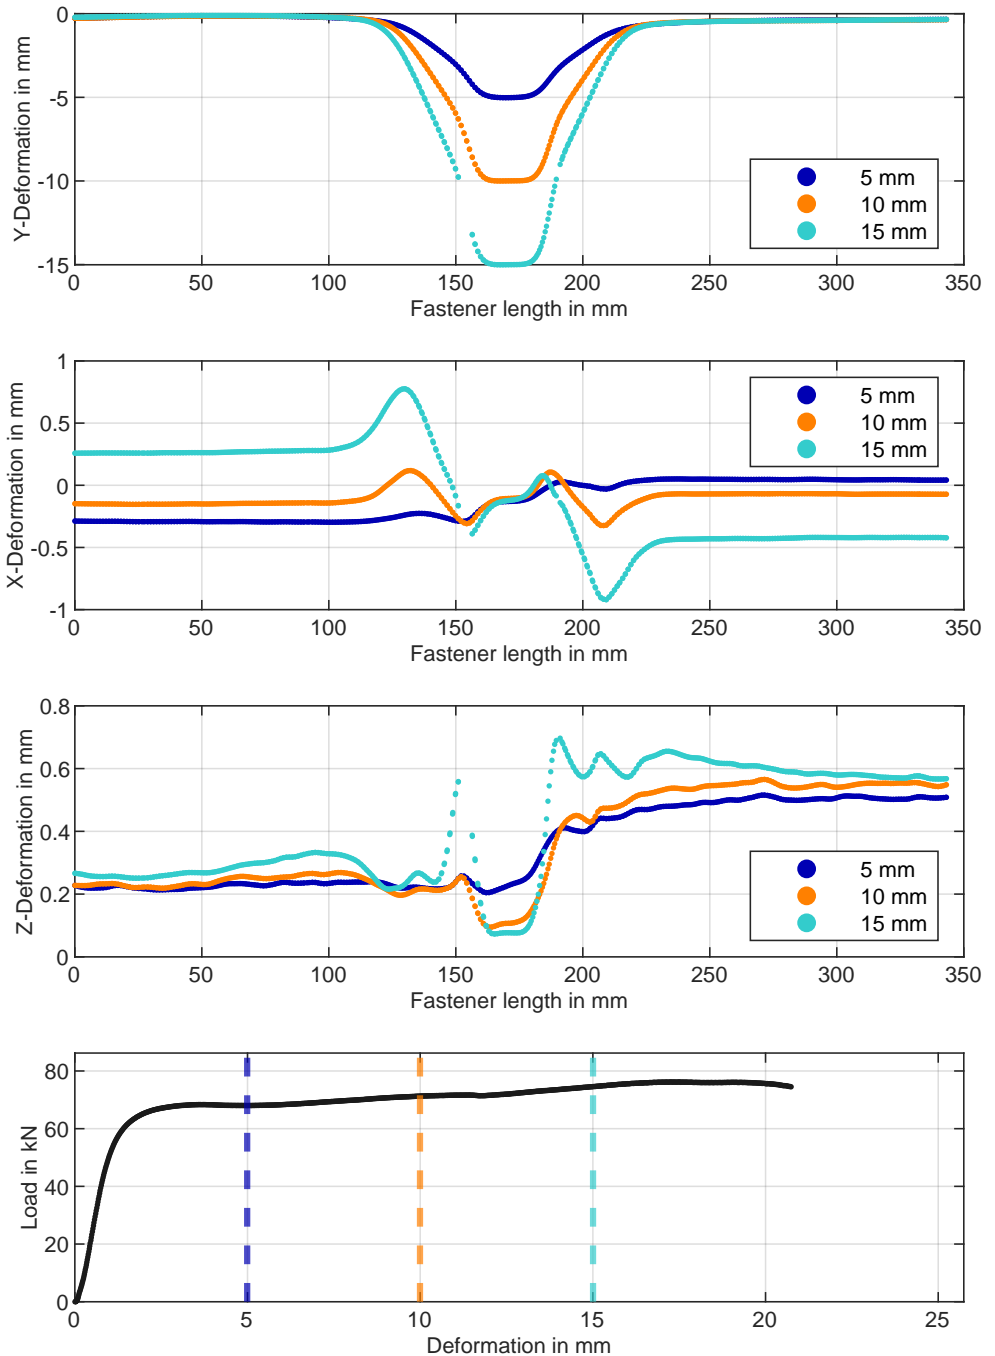 Y-Deformation in mm
0
-5
-10
-15
5 mm
10 mm
15 mm
0 50 100 150 200 250 300 350
Fastener length in mm
X-Deformation in mm
1
0.5
0
-0.5
-1
5 mm
10 mm
15 mm
0 50 100 150 200 250 300 350
Fastener length in mm
Z-Deformation in mm
0.8
0.6
0.4
0.2
0
5 mm
10 mm
15 mm
0 50 100 150 200 250 300 350
Fastener length in mm
Load in kN
80
60
40
20
0
0 5 10 15 20 25
Deformation in mm